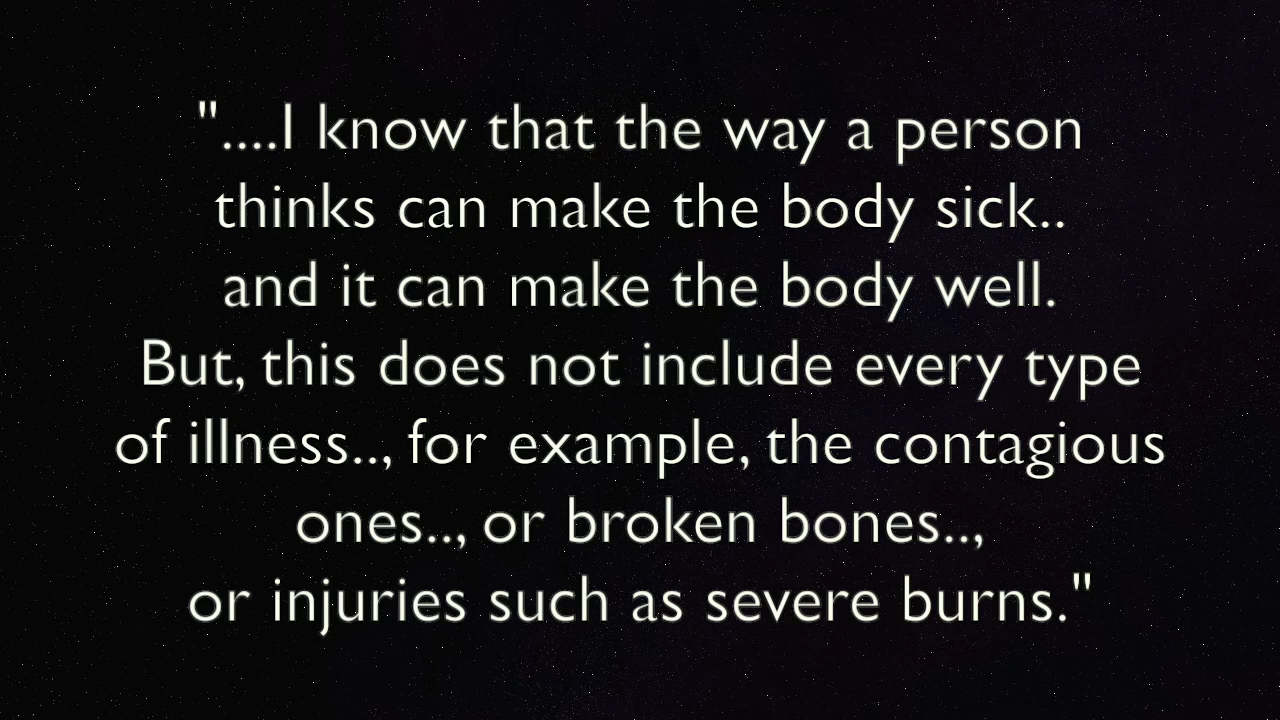 "....I know that the way a person
thinks can make the body sick..
and it can make the body well.
But, this does not include every type
of illness.., for example, the contagious
ones.., or broken bones..,
or injuries such as severe burns."